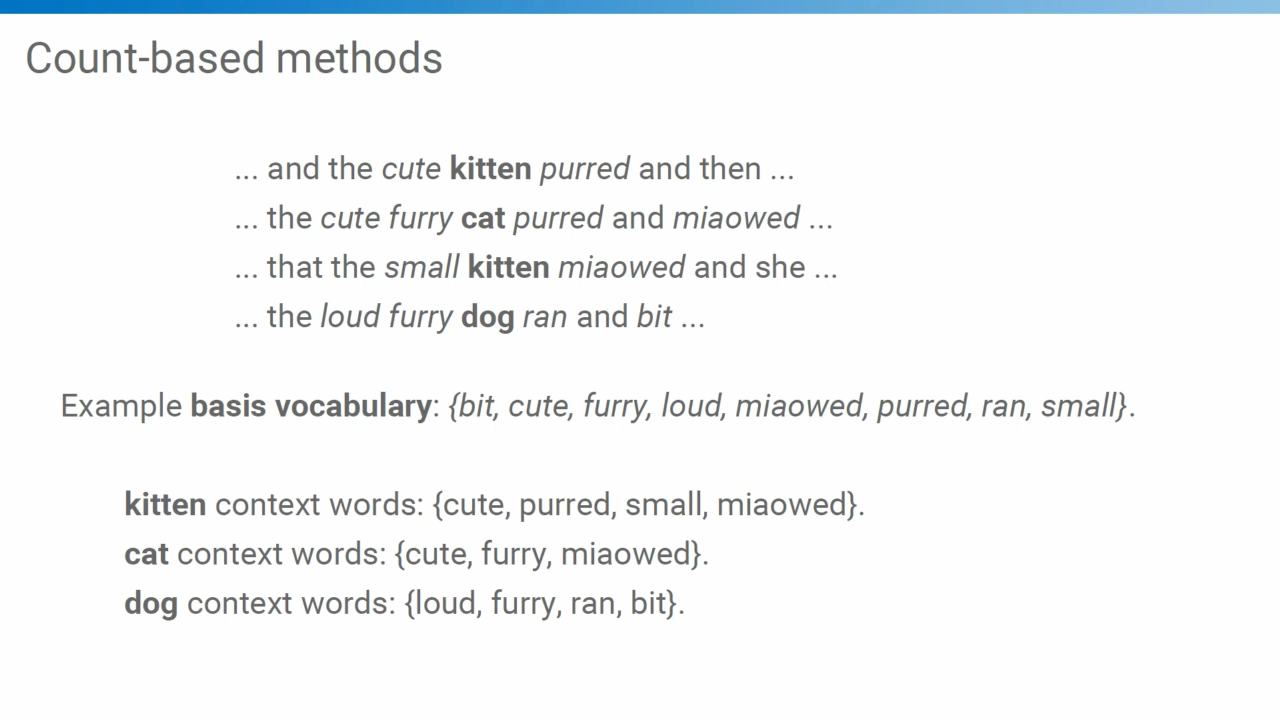 Count-based methods
... and the cute kitten purred and then ...
... the cute furry cat purred and miaowed ...
... that the small kitten miaowed and she ...
... the loud furry dog ran and bit ...
Example basis vocabulary: {bit, cute, furry, loud, miaowed, purred, ran, small}.
kitten context words: {cute, purred, small, miaowed}.
cat context words: {cute, furry, miaowed}.
dog context words: {loud, furry, ran, bit}.